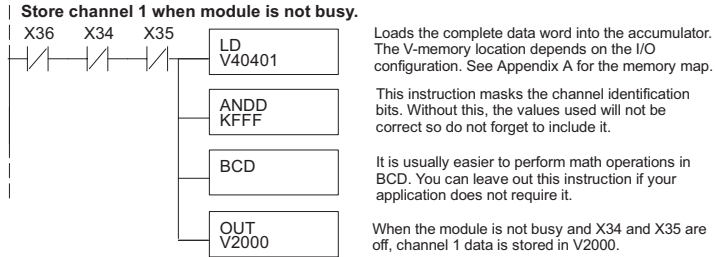 Store channel 1 when module is not busy.
X36 X34 X35
LD
V40401
Loads the complete data word into the accumulator.
The V-memory location depends on the I/O
configuration. See Appendix A for the memory map.
ANDD
KFFF
This instruction masks the channel identification
bits. Without this, the values used will not be
correct so do not forget to include it.
BCD
It is usually easier to perform math operations in
BCD. You can leave out this instruction if your
application does not require it.
OUT
V2000
When the module is not busy and X34 and X35 are
off, channel 1 data is stored in V2000.